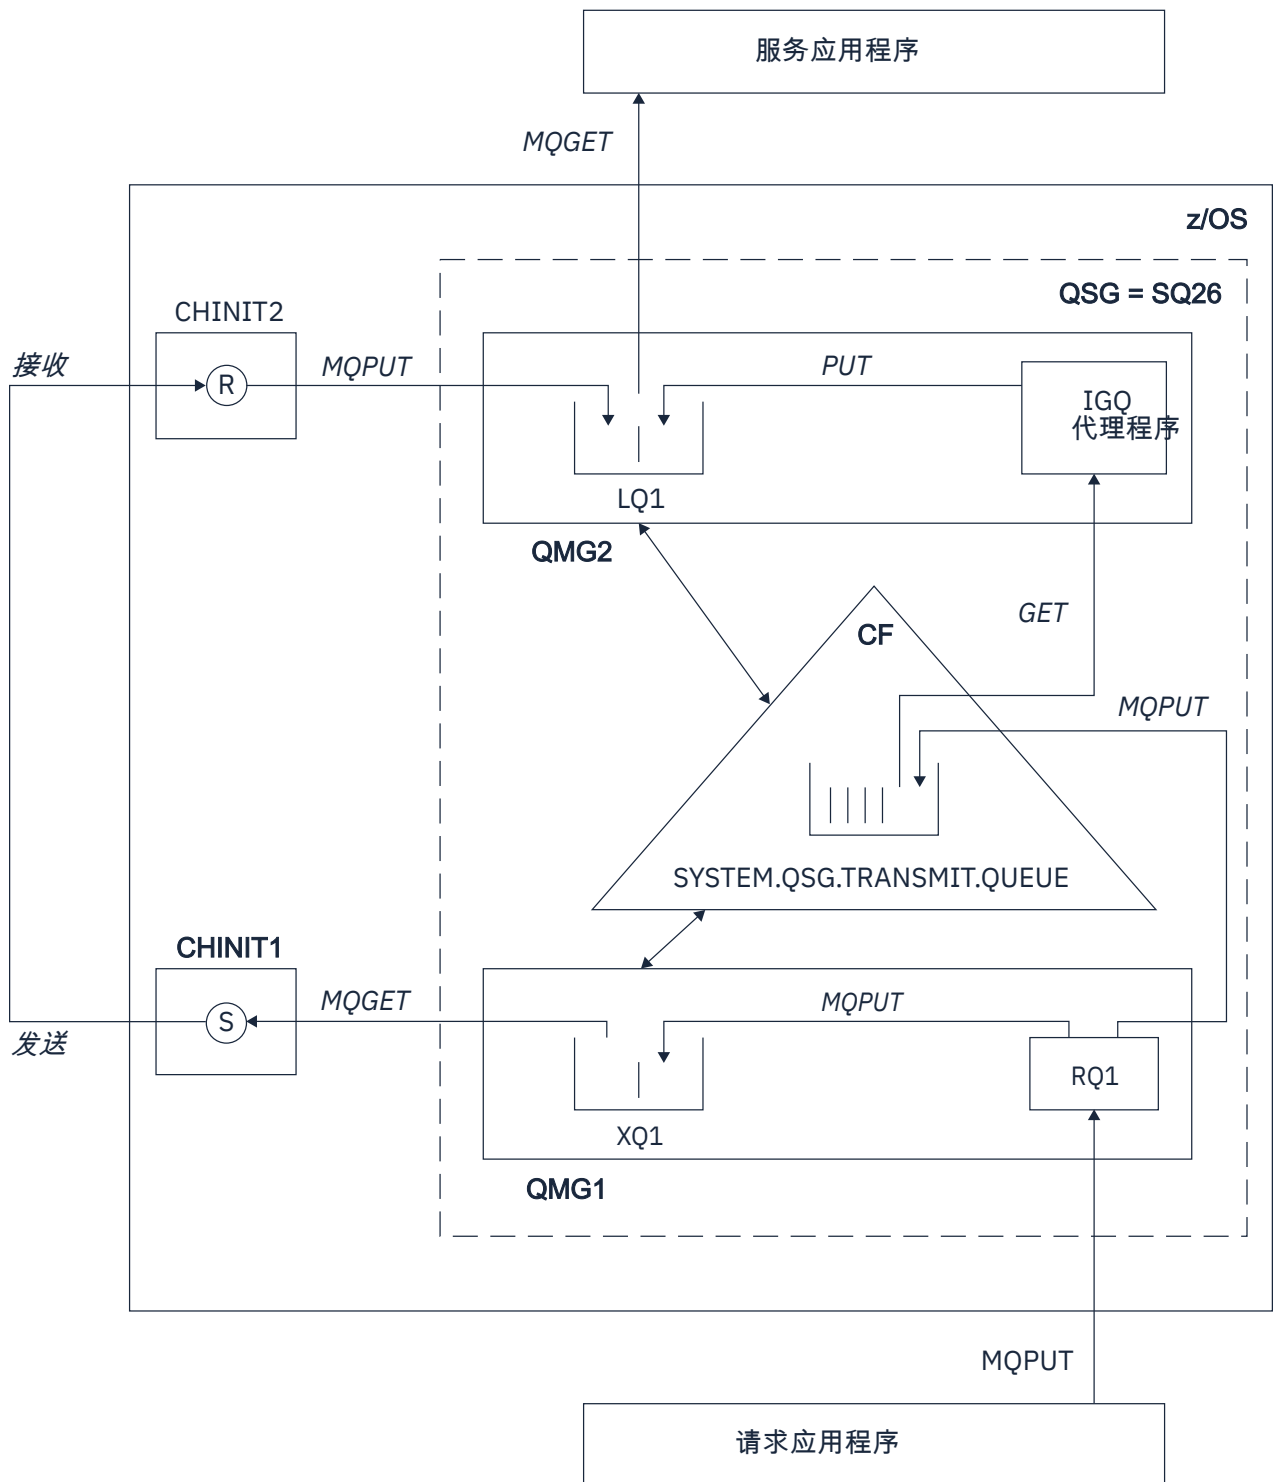 服务应用程序
MQGET
z/OS
QSG = SQ26
CHINIT2
接收
R
MQPUT
PUT
IGQ
代理程序
LQ1
QMG2
GET
CF
MQPUT
SYSTEM.QSG.TRANSMIT.QUEUE
CHINIT1
MQGET
MQPUT
S
发送
RQ1
XQ1
QMG1
MQPUT
请求应用程序